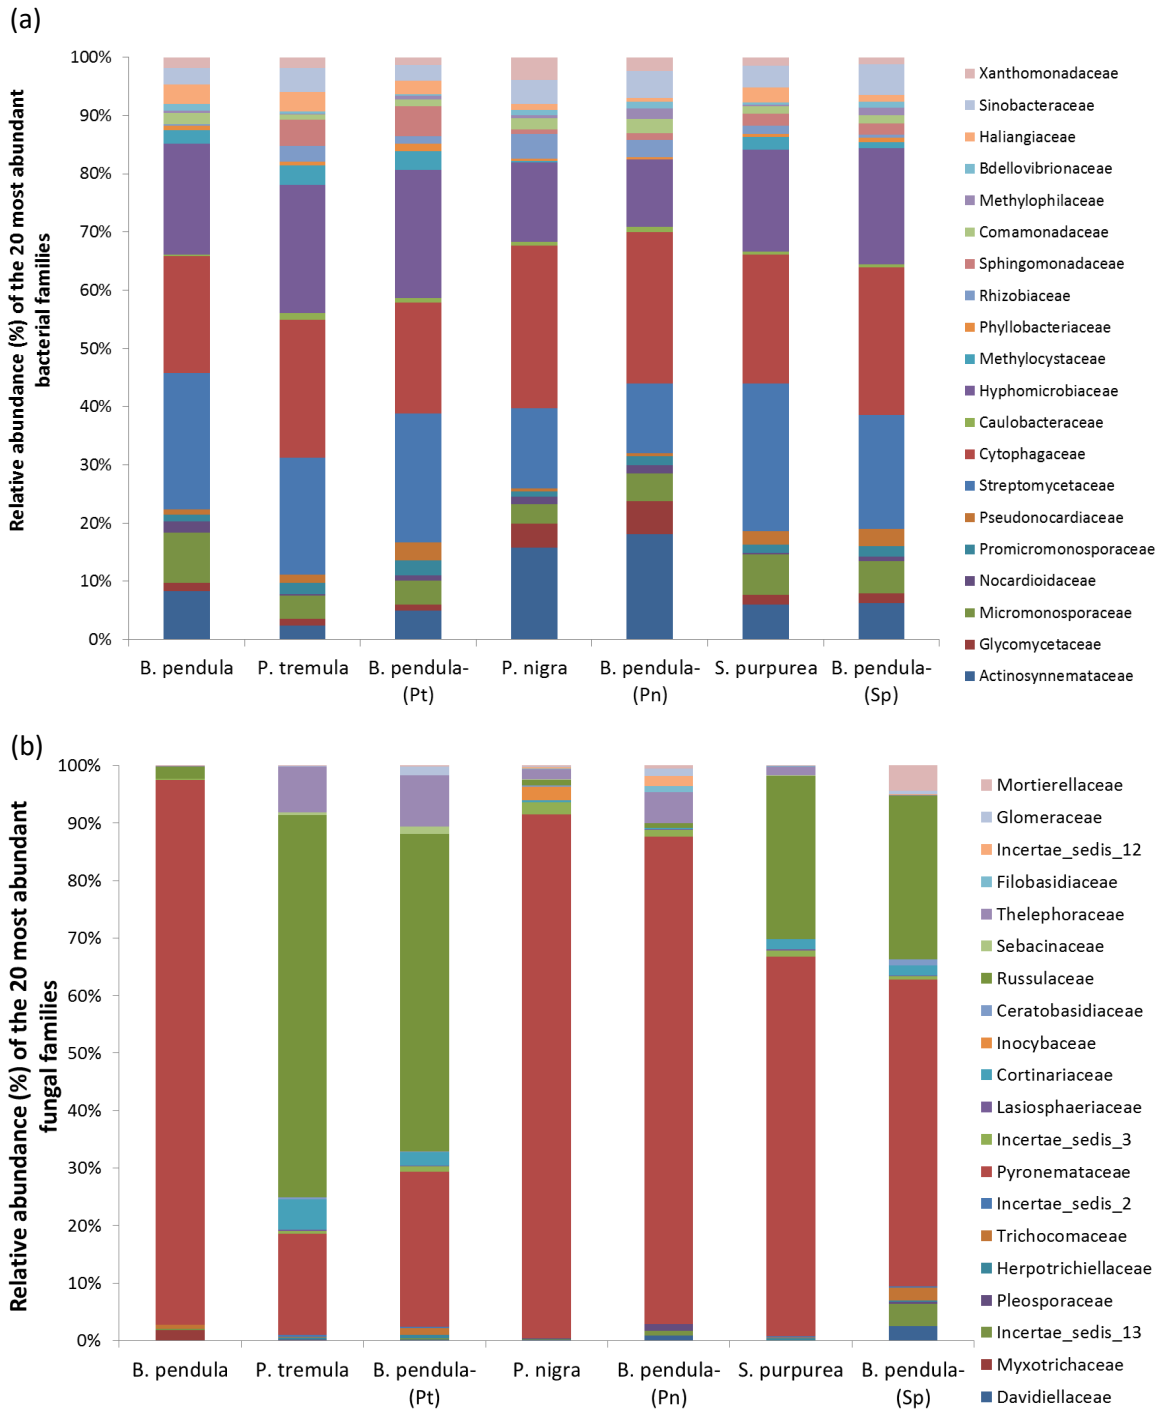 (a)
Relative abundance (%) of the 20 most abundant
bacterial families
100%
90%
80%
70%
60%
50%
40%
30%
20%
10%
0%
B. pendula
P. tremula
B. pendula-
(Pt)
P. nigra
B. pendula-
(Pn)
S. purpurea
B. pendula-
(Sp)
Xanthomonadaceae
Sinobacteraceae
Haliangiaceae
Bdellovibrionaceae
Methylophilaceae
Comamonadaceae
Sphingomonadaceae
Rhizobiaceae
Phyllobacteriaceae
Methylocystaceae
Hyphomicrobiaceae
Caulobacteraceae
Cytophagaceae
Streptomycetaceae
Pseudonocardiaceae
Promicromonosporaceae
Nocardioidaceae
Micromonosporaceae
Glycomycetaceae
Actinosynnemataceae
(b)
Relative abundance (%) of the 20 most abundant
fungal families
100%
90%
80%
70%
60%
50%
40%
30%
20%
10%
0%
B. pendula
P. tremula
B. pendula-
(Pt)
P. nigra
B. pendula-
(Pn)
S. purpurea
B. pendula-
(Sp)
Mortierellaceae
Glomeraceae
Incertae_sedis_12
Filobasidiaceae
Thelephoraceae
Sebacinaceae
Russulaceae
Ceratobasidiaceae
Inocybaceae
Cortinariaceae
Lasiosphaeriaceae
Incertae_sedis_3
Pyronemataceae
Incertae_sedis_2
Trichocomaceae
Herpotrichiellaceae
Pleosporaceae
Incertae_sedis_13
Myxotrichaceae
Davidiellaceae